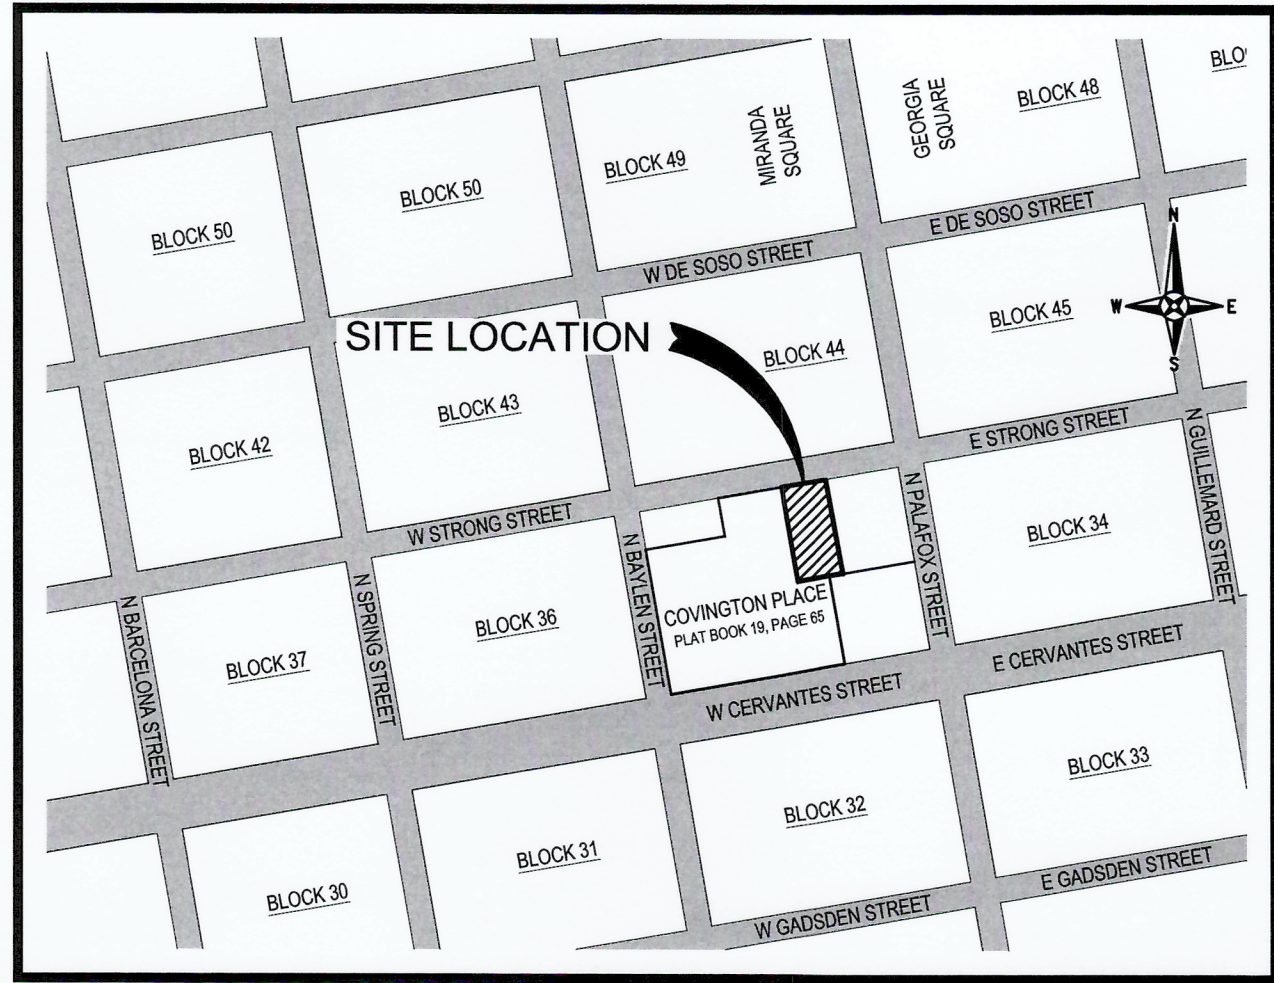 BLO
BLOCK 48
GEORGIA
SQUARE
MIRANDA
SQUARE
BLOCK 49
BLOCK 50
BLOCK 50
E DE SOSO STREET
W DE SOSO STREET
N
W
E
S
BLOCK 45
SITE LOCATION
BLOCK 44
BLOCK 43
BLOCK 42
E STRONG STREET
W STRONG STREET
N GUILLEMARD STREET
N PALAFOX STREET
BLOCK 34
N BAYLEN STREET
COVINGTON PLACE
PLAT BOOK 19, PAGE 65
N SPRING STREET
BLOCK 36
N BARCELONA STREET
BLOCK 37
E CERVANTES STREET
W CERVANTES STREET
BLOCK 33
BLOCK 32
BLOCK 31
BLOCK 30
E GADSDEN STREET
W GADSDEN STREET